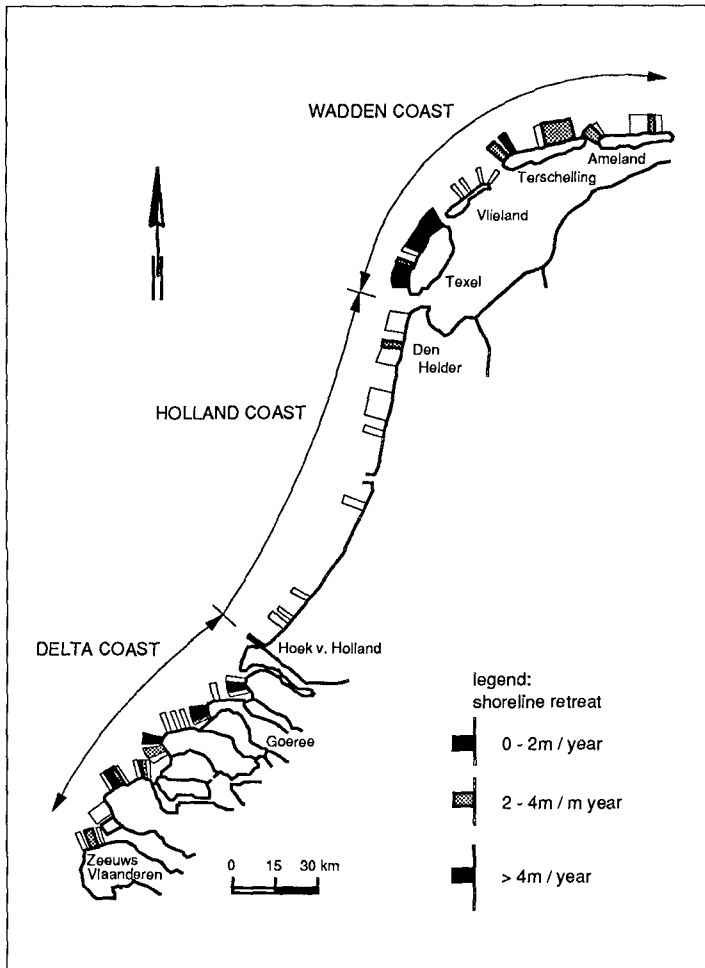 WADDEN COAST
Ameland
Terschelling
Vlieland
Texel
Den
Helder
HOLLAND COAST
DELTA COAST
Hoek v. Holland
Goeree
Zeeuws
Vlaanderen
0 15 30 km
legend:
shoreline retreat
0 - 2m / year
2 - 4m / m year
> 4m / year